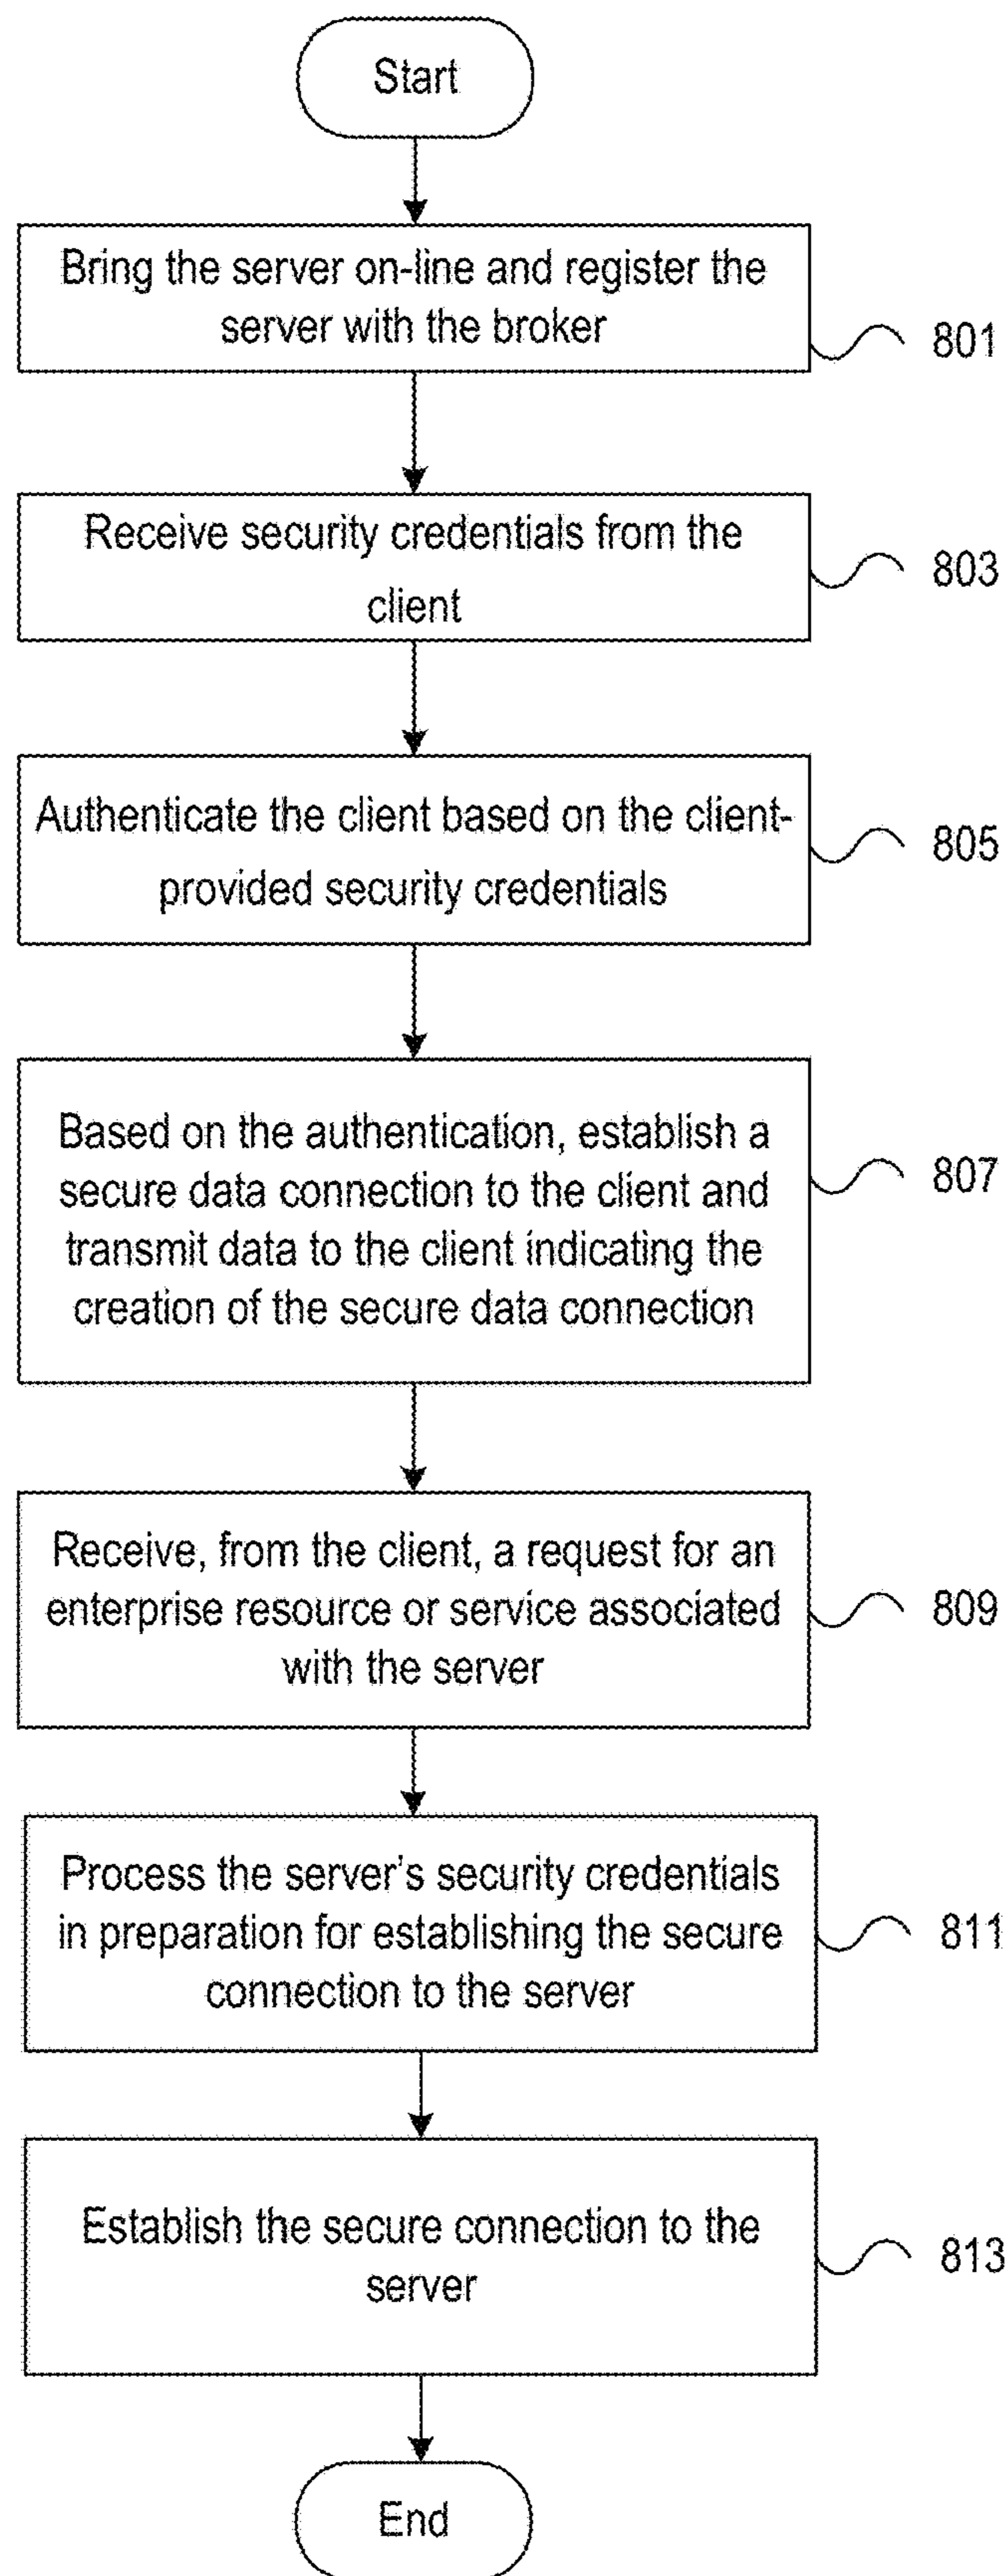 Start
Bring the server on-line and register the
server with the broker
801
Receive security credentials from the
client
803
Authenticate the client based on the client-
provided security credentials
805
Based on the authentication, establish a
secure data connection to the client and
transmit data to the client indicating the
creation of the secure data connection
807
Receive, from the client, a request for an
enterprise resource or service associated
with the server
809
Process the server's security credentials
in preparation for establishing the secure
connection to the server
811
Establish the secure connection to the
server
813
End